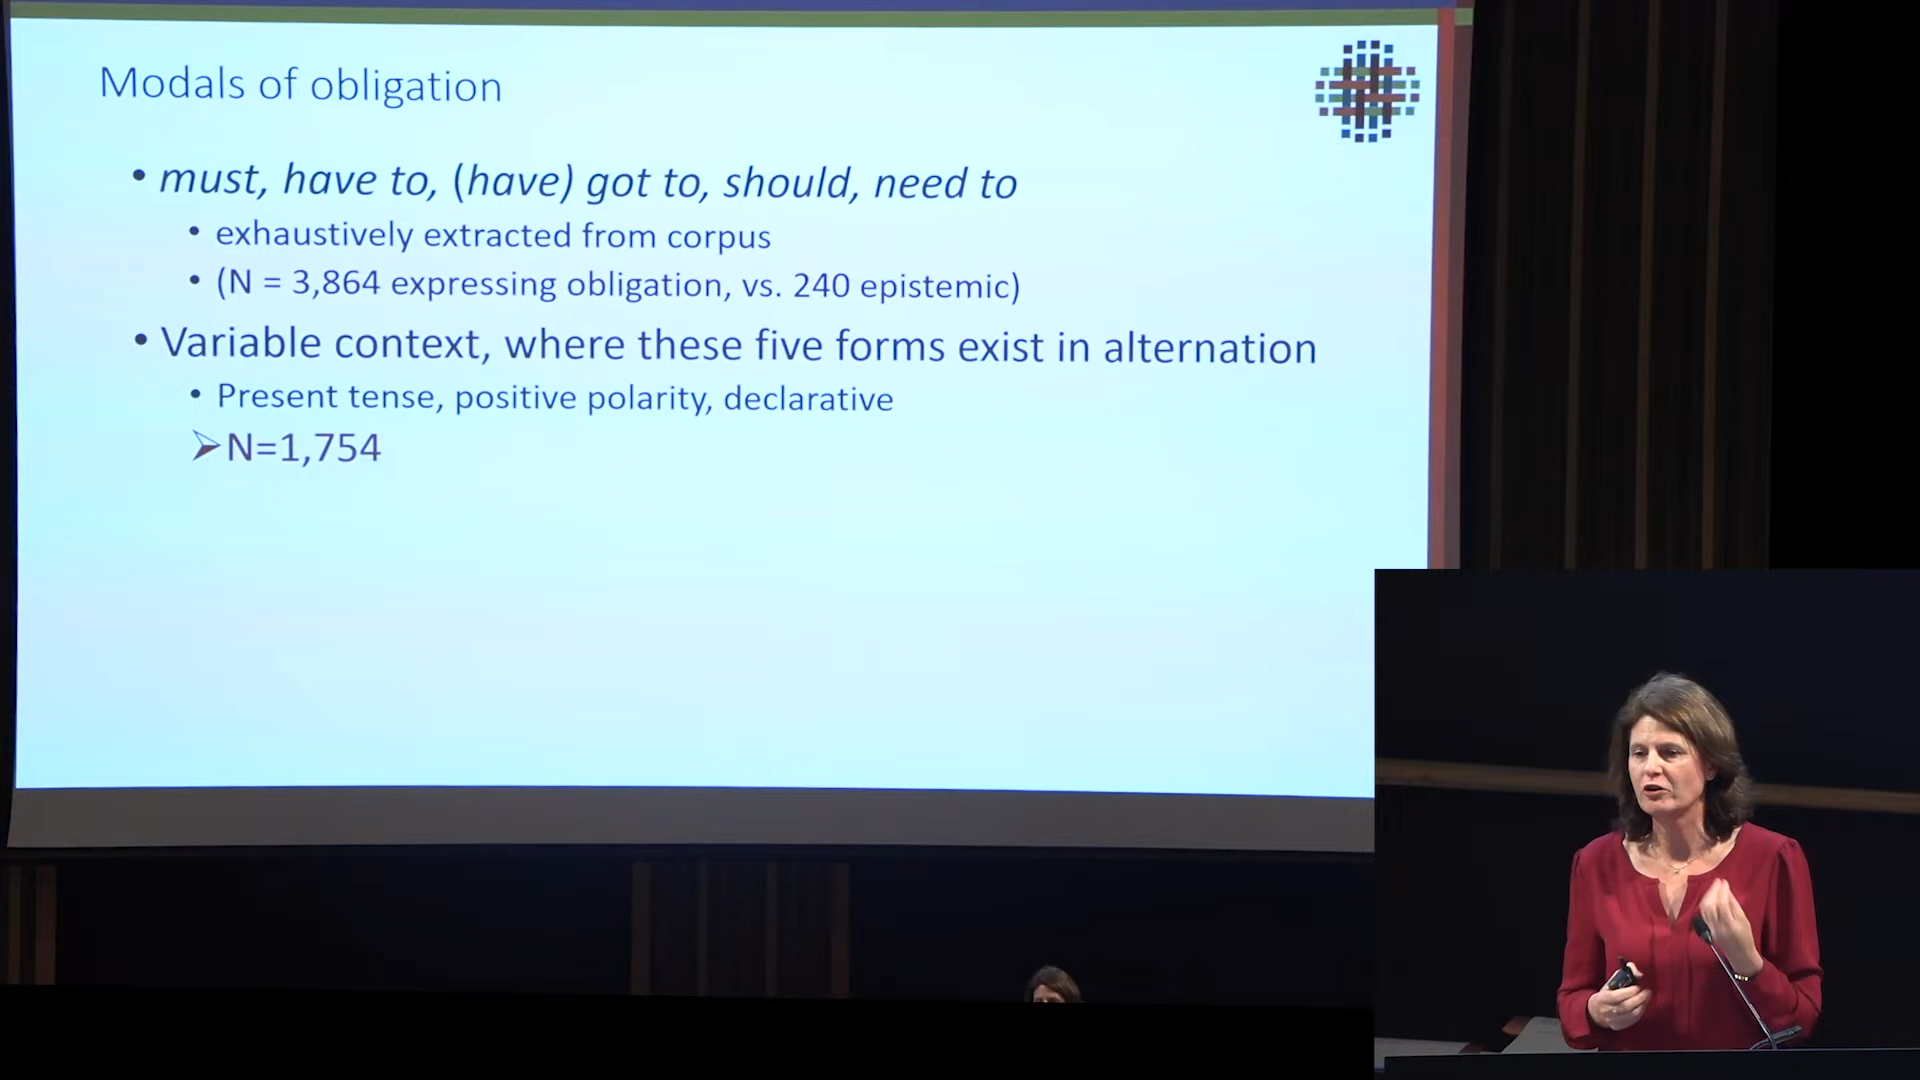 Modals of obligation
• must, have to, (have) got to, should, need to
• exhaustively extracted from corpus
• (N = 3,864 expressing obligation, vs. 240 epistemic)
• Variable context, where these five forms exist in alternation
• Present tense, positive polarity, declarative
➢N=1,754